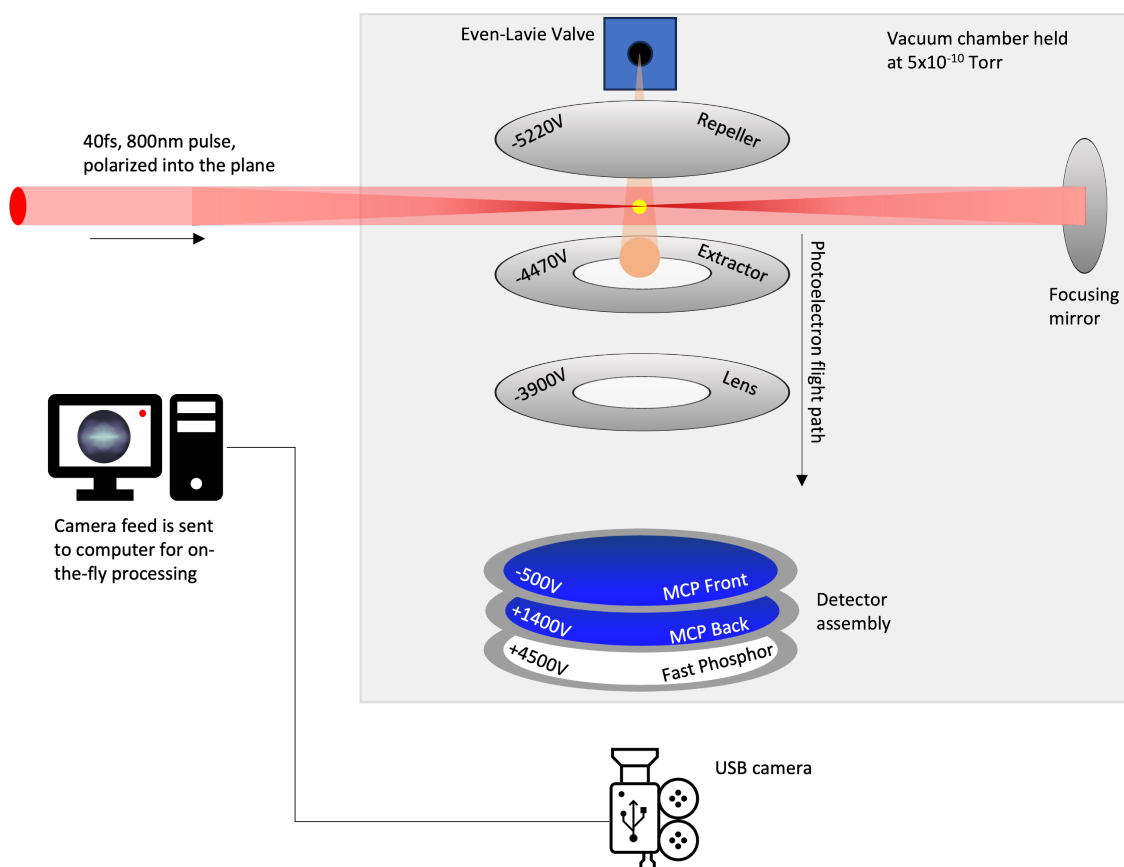 Even-Lavie Valve
Vacuum chamber held
at 5x10⁻¹⁰ Torr
-5220V
Repeller
40fs, 800nm pulse,
polarized into the plane
-4470V
Extractor
Photoelectron flight path
Focusing
mirror
-3900V
Lens
Camera feed is sent
to computer for on-
the-fly processing
-500V
MCP Front
+1400V
MCP Back
+4500V
Fast Phosphor
Detector
assembly
USB camera